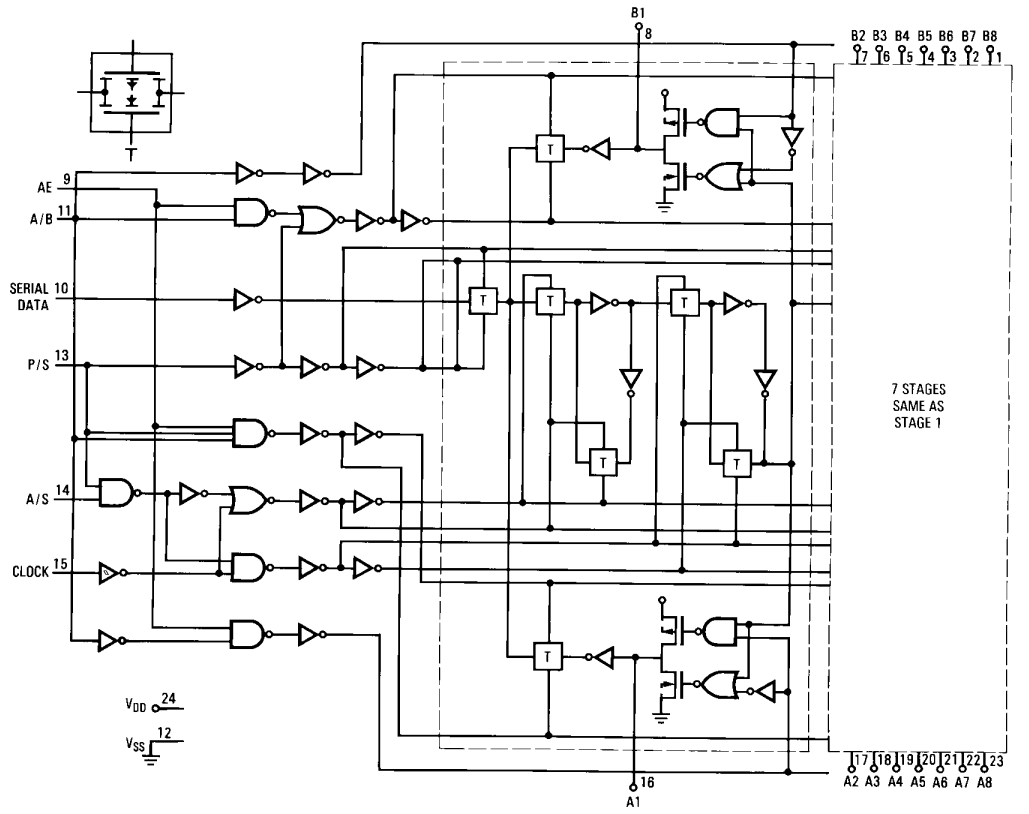 B1
8
B2 B3 B4 B5 B6 B7 B8
7 6 5 4 3 2 1
T
T
AE 9
A/B 11
SERIAL 10
DATA
T T T
P/S 13
7 STAGES
SAME AS
STAGE 1
T T
A/S 14
CLOCK 15
T
VDD 24
VSS 12
16
A1
17 18 19 20 21 22 23
A2 A3 A4 A5 A6 A7 A8